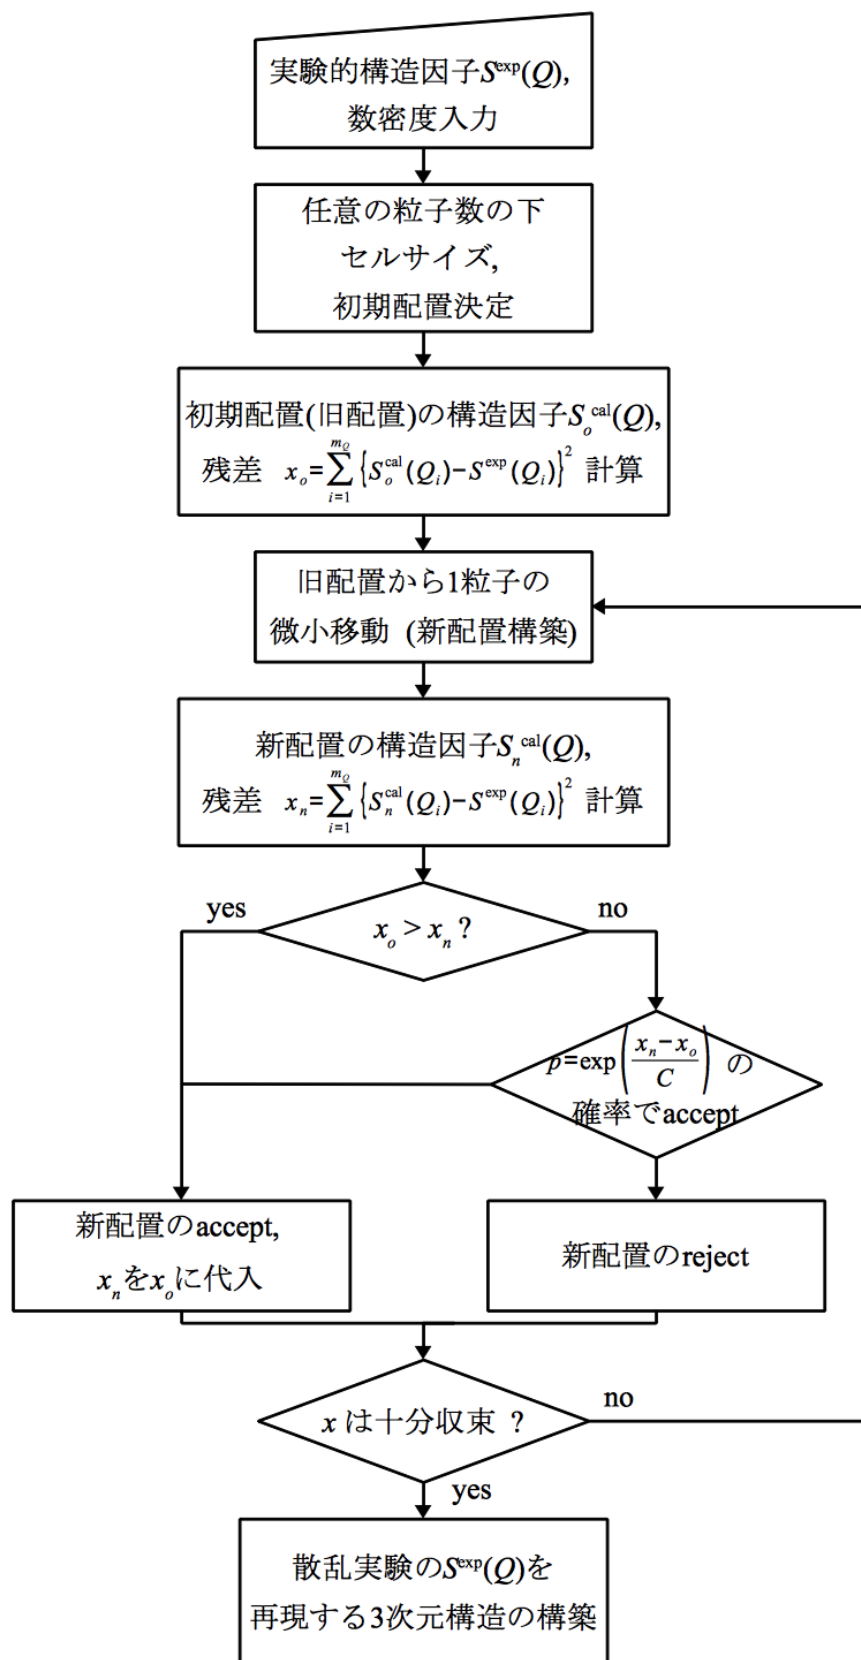 実験的構造因子S^exp(Q),
数密度入力
任意の粒子数の下
セルサイズ,
初期配置決定
初期配置(旧配置)の構造因子S_o^cal(Q),
残差 x_o=∑_{i=1}^{m_Q}{S_o^cal(Q_i)−S^exp(Q_i)}^2 計算
旧配置から1粒子の
微小移動 (新配置構築)
新配置の構造因子S_n^cal(Q),
残差 x_n=∑_{i=1}^{m_Q}{S_n^cal(Q_i)−S^exp(Q_i)}^2 計算
yes
x_o > x_n ?
no
p=exp((x_n−x_o)/C) の
確率でaccept
新配置のaccept,
x_nをx_oに代入
新配置のreject
x は十分収束 ?
no
yes
散乱実験のS^exp(Q)を
再現する3次元構造の構築